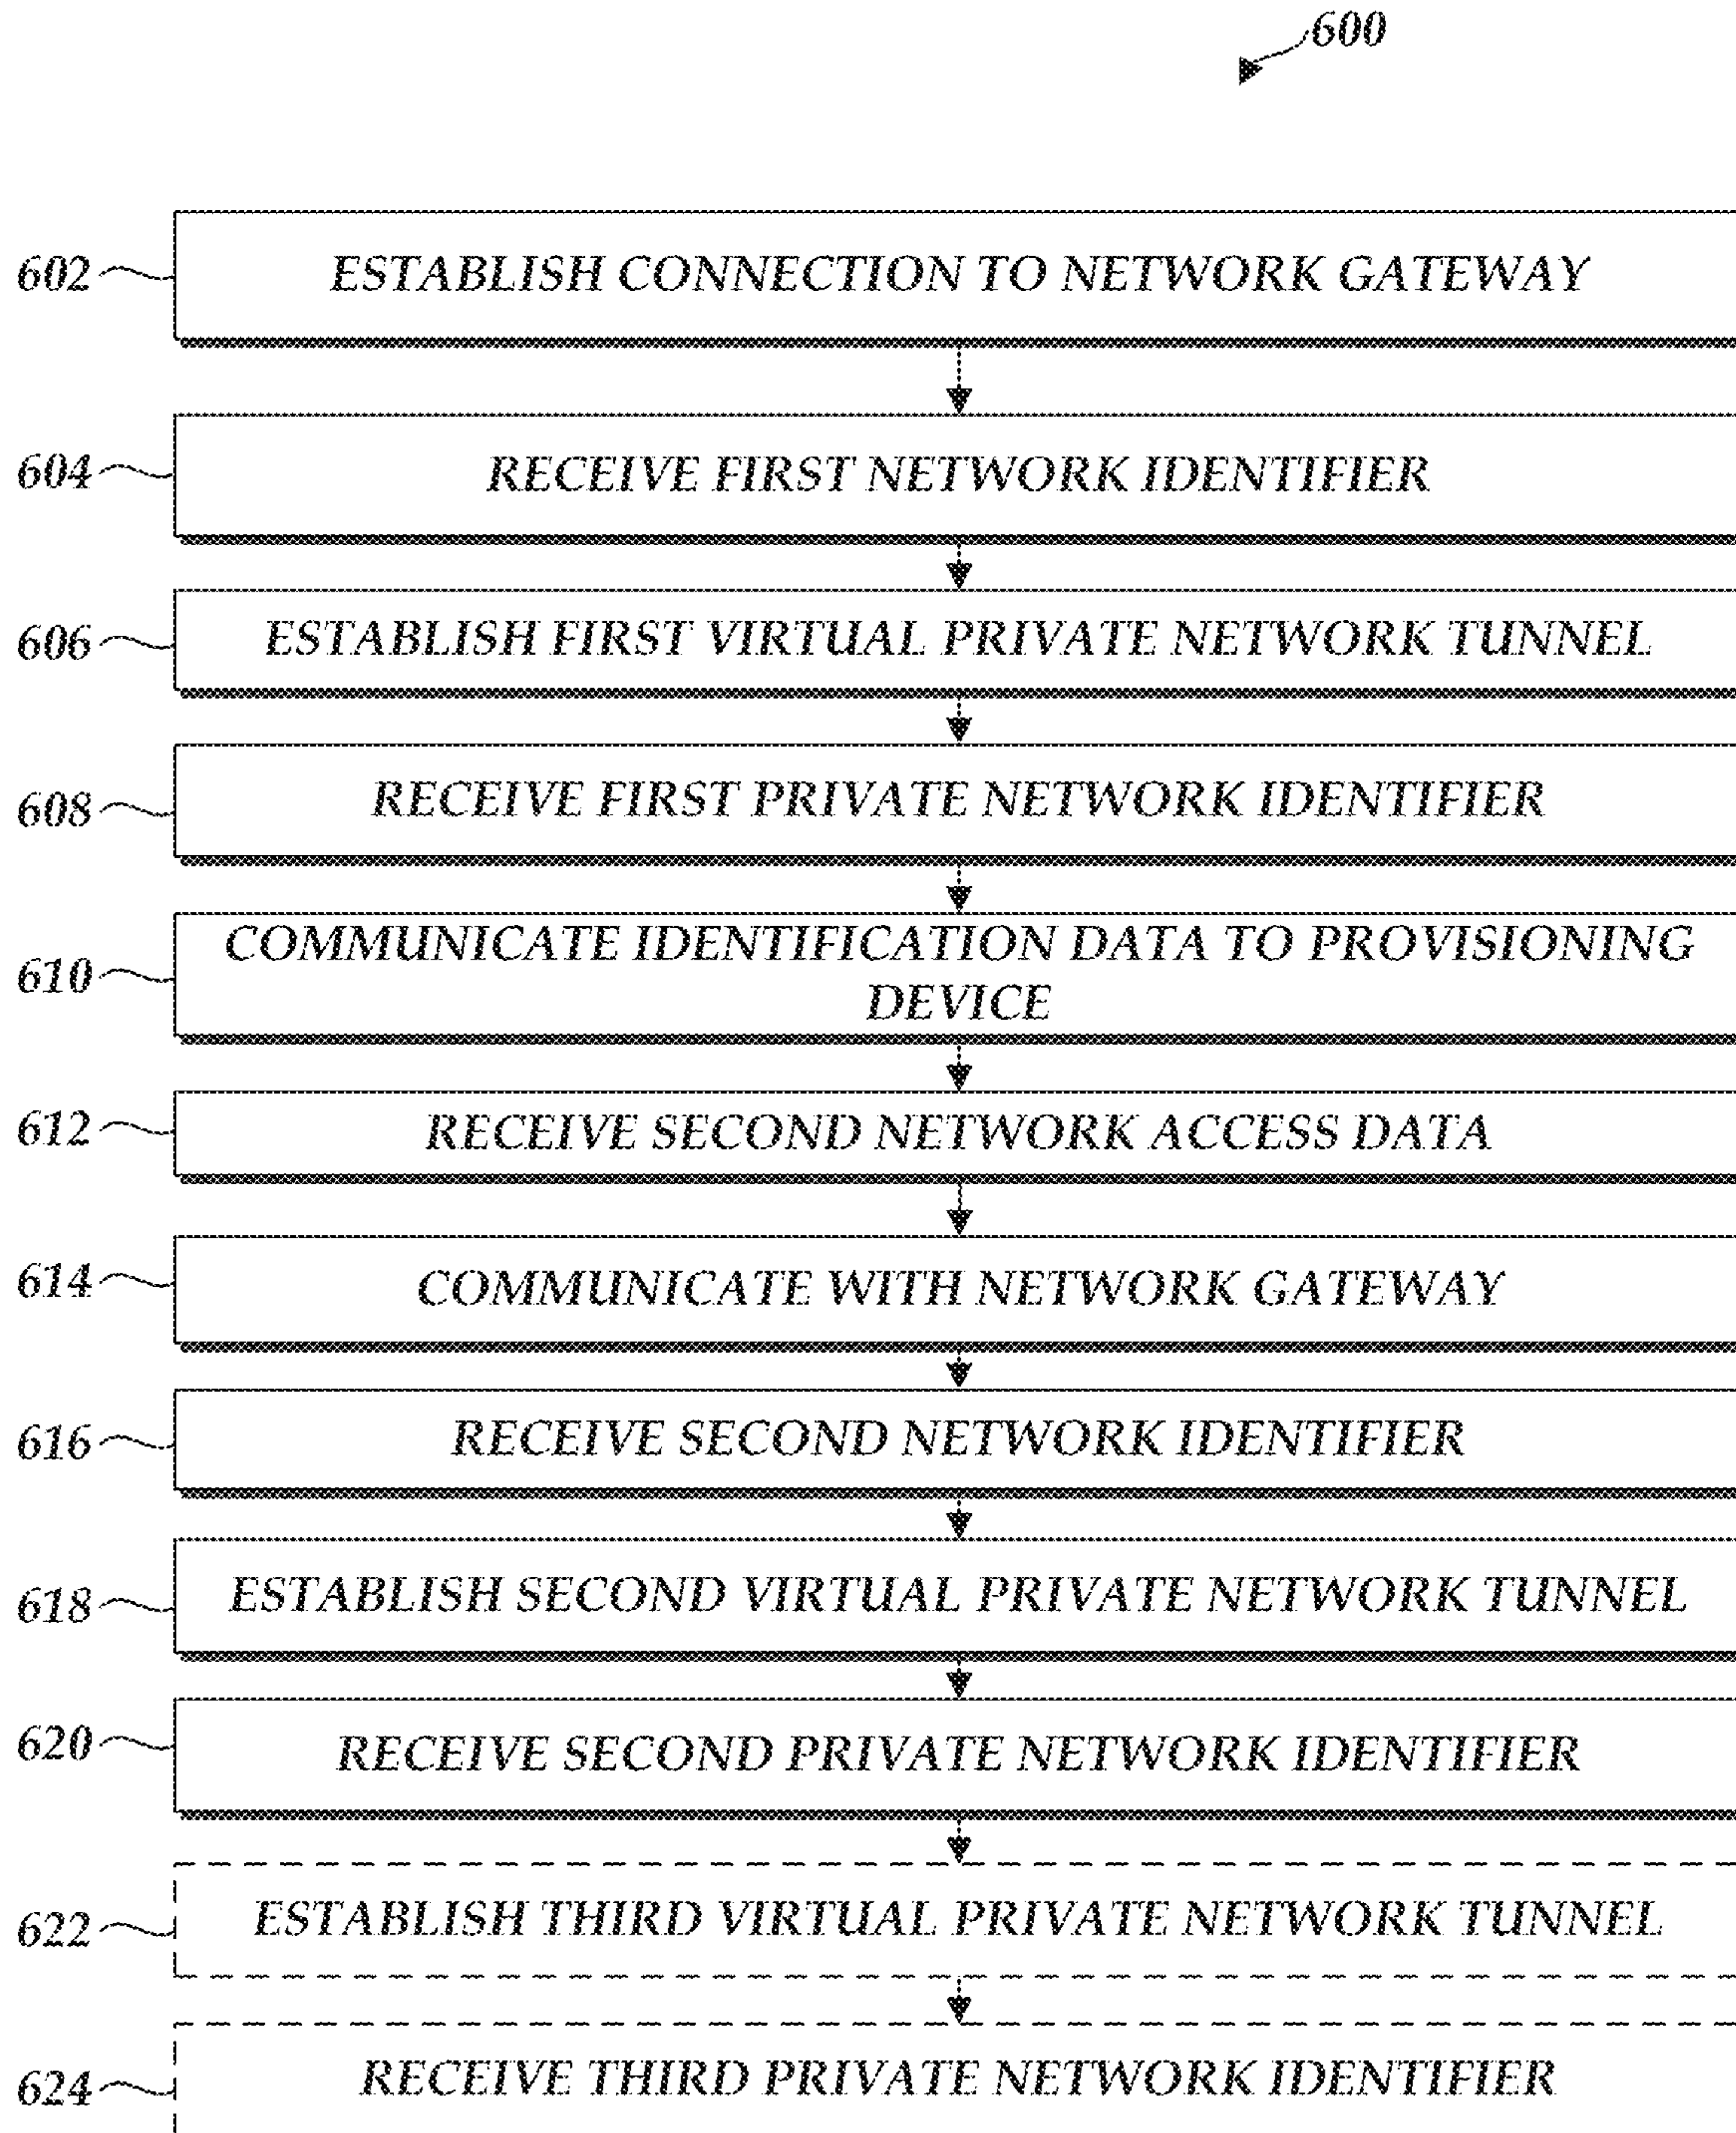 600
602 ESTABLISH CONNECTION TO NETWORK GATEWAY
604 RECEIVE FIRST NETWORK IDENTIFIER
606 ESTABLISH FIRST VIRTUAL PRIVATE NETWORK TUNNEL
608 RECEIVE FIRST PRIVATE NETWORK IDENTIFIER
610 COMMUNICATE IDENTIFICATION DATA TO PROVISIONING
DEVICE
612 RECEIVE SECOND NETWORK ACCESS DATA
614 COMMUNICATE WITH NETWORK GATEWAY
616 RECEIVE SECOND NETWORK IDENTIFIER
618 ESTABLISH SECOND VIRTUAL PRIVATE NETWORK TUNNEL
620 RECEIVE SECOND PRIVATE NETWORK IDENTIFIER
622 ESTABLISH THIRD VIRTUAL PRIVATE NETWORK TUNNEL
624 RECEIVE THIRD PRIVATE NETWORK IDENTIFIER